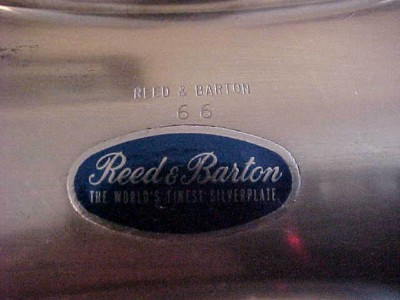 REED & BARTON
66
Reed & Barton
THE WORLD'S FINEST SILVERPLATE